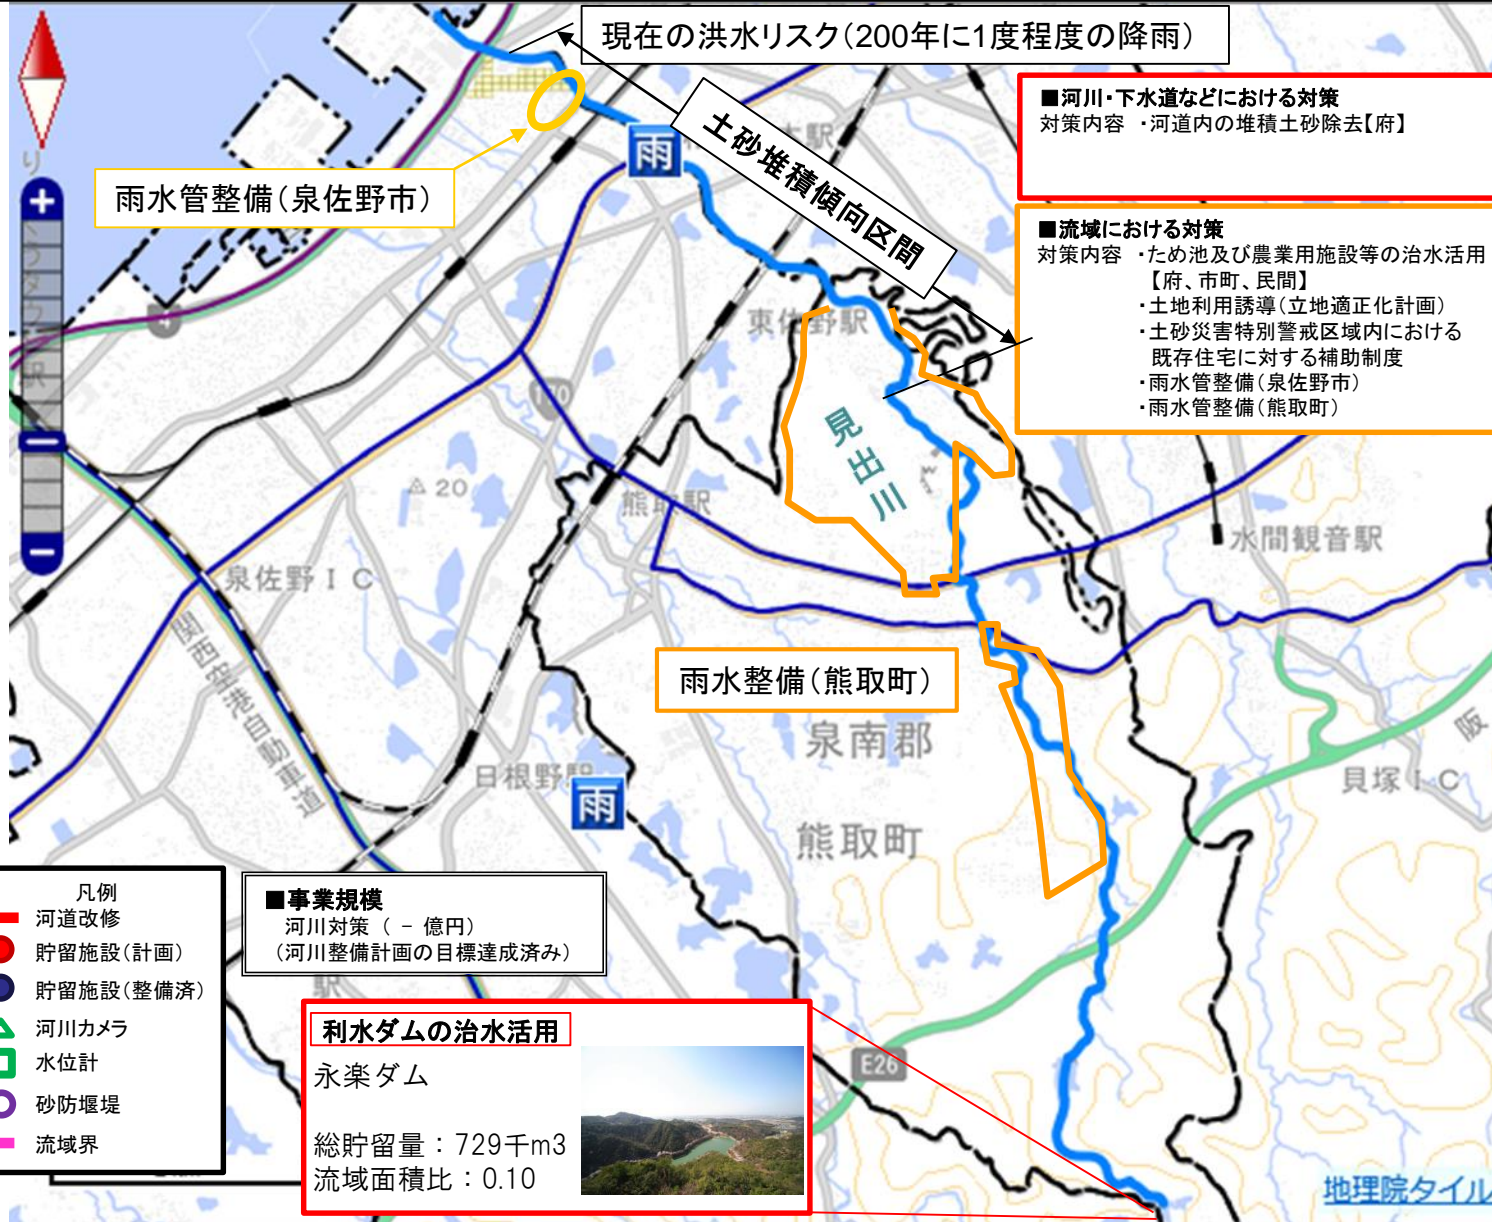 現在の洪水リスク(200年に1度程度の降雨)
■河川・下水道などにおける対策
対策内容 ・河道内の堆積土砂除去【府】
土砂堆積傾向区間
雨
雨水管整備(泉佐野市)
■流域における対策
対策内容 ・ため池及び農業用施設等の治水活用
【府、市町、民間】
・土地利用誘導(立地適正化計画)
・土砂災害特別警戒区域内における
既存住宅に対する補助制度
・雨水管整備(泉佐野市)
・雨水管整備(熊取町)
東佐野駅
170
見出川
20
熊取駅
水間観音駅
泉佐野IC
関西空港自動車道
雨水整備(熊取町)
泉南郡
阪
日根野駅
雨
貝塚IC
熊取町
凡例
河道改修
貯留施設(計画)
貯留施設(整備済)
河川カメラ
水位計
砂防堰堤
流域界
■事業規模
河川対策 ( - 億円)
(河川整備計画の目標達成済み)
駅
利水ダムの治水活用
永楽ダム
総貯留量:729千m3
流域面積比:0.10
E26
地理院タイル